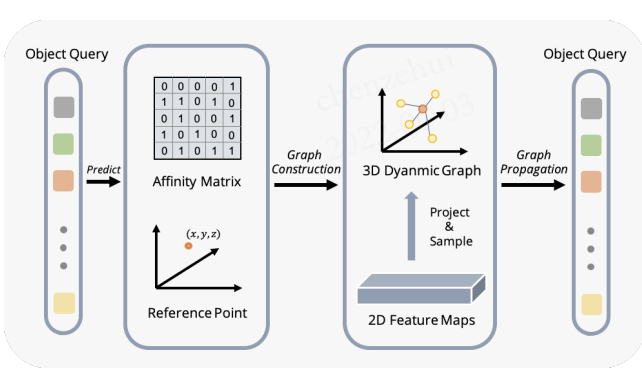 Object Query
Predict
0 0 0 0 1
1 1 0 1 0
0 1 0 0 1
1 0 1 0 0
0 1 0 1 1
Affinity Matrix
(x,y,z)
Reference Point
Graph
Construction
3D Dyanmic Graph
Project
&
Sample
2D Feature Maps
Graph
Propagation
Object Query
chenzehui